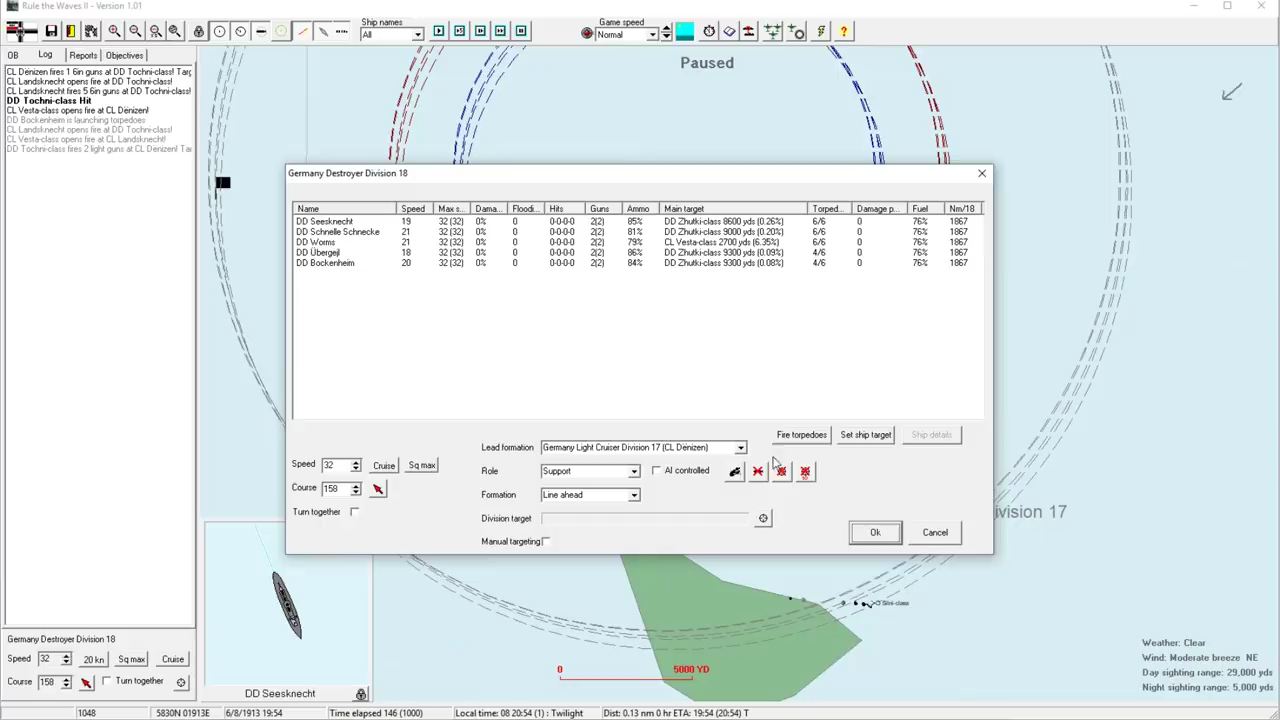 Rule the Waves II - Version 1.01
Ship names
All
Game speed
Normal
OB Log Reports Objectives
CL Denizen fires 1 6in guns at DD Tochni-class! Targ
CL Landsknecht opens fire at DD Tochni-class!
CL Landsknecht fires 5 6in guns at DD Tochni-class!
DD Tochni-class Hit
CL Vesta-class opens fire at CL Denizen!
DD Bockenheim is launching torpedoes
CL Landsknecht opens fire at DD Tochni-class!
CL Vesta-class opens fire at CL Landsknecht!
DD Tochni-class fires 2 light guns at CL Denizen! Tar
Paused
Germany Destroyer Division 18
Name Speed Max s... Dama... Floodi... Hits Guns Ammo Main target Torped... Damage p... Fuel Nm/18
DD Seesknecht 19 32 (32) 0% 0 0-0-0-0 2(2) 85% DD Zhutki-class 8600 yds (0.26%) 6/6 0 76% 1867
DD Schnelle Schnecke 21 32 (32) 0% 0 0-0-0-0 2(2) 81% DD Zhutki-class 9000 yds (0.20%) 6/6 0 76% 1867
DD Worms 21 32 (32) 0% 0 0-0-0-0 2(2) 79% CL Vesta-class 2700 yds (6.35%) 6/6 0 76% 1867
DD Übergejl 18 32 (32) 0% 0 0-0-0-0 2(2) 86% DD Zhutki-class 9300 yds (0.09%) 4/6 0 76% 1867
DD Bockenheim 20 32 (32) 0% 0 0-0-0-0 2(2) 84% DD Zhutki-class 9300 yds (0.08%) 4/6 0 76% 1867
Fire torpedoes Set ship target Ship details
Lead formation Germany Light Cruiser Division 17 (CL Denizen)
Speed 32 Cruise Sq max
Role Support AI controlled
Course 158
Formation Line ahead
Turn together
Division target
Manual targeting
Ok Cancel
ivision 17
Germany Destroyer Division 18
Speed 32 20 kn Sq max Cruise
Course 158 Turn together
DD Seesknecht
0 5000 YD
Weather: Clear
Wind: Moderate breeze NE
Day sighting range: 29,000 yds
Night sighting range: 5,000 yds
1048 5830N 01913E 6/8/1913 19:54 Time elapsed 146 (1000) Local time: 08 20:54 (1) : Twilight Dist: 0.13 nm 0 hr ETA: 19:54 (20:54) T